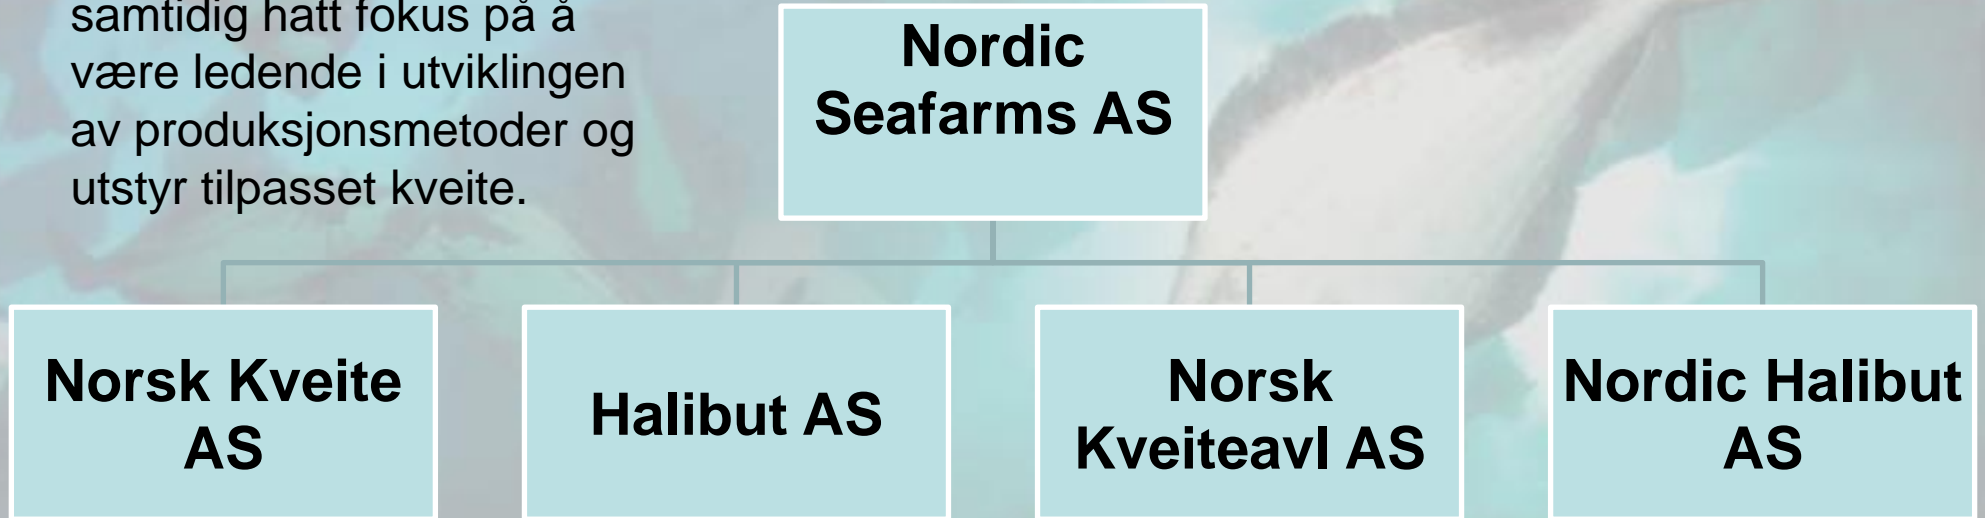 samtidig hatt fokus på å
være ledende i utviklingen
av produksjonsmetoder og
utstyr tilpasset kveite.
Nordic
Seafarms AS
Norsk Kveite
AS
Halibut AS
Norsk
Kveiteavl AS
Nordic Halibut
AS